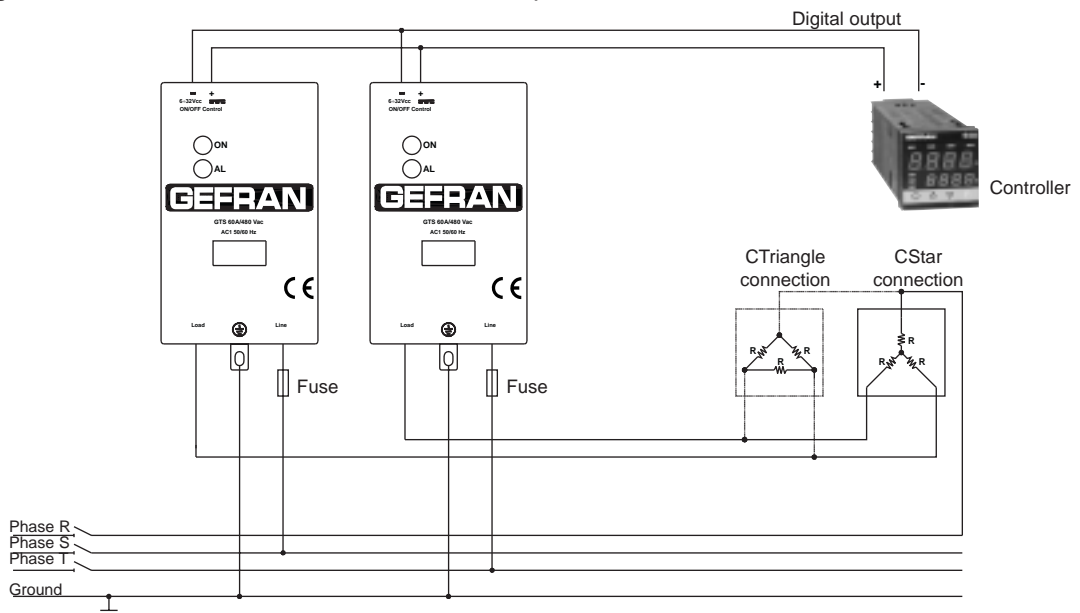 Digital output
+ -
- +
6÷32Vcc
ON/OFF Control
ON
AL
GEFRAN
GTS 60A/480 Vac
AC1 50/60 Hz
CE
Load
Line
Fuse
- +
6÷32Vcc
ON/OFF Control
ON
AL
GEFRAN
GTS 60A/480 Vac
AC1 50/60 Hz
CE
Load
Line
Fuse
Controller
CTriangle
connection
R R
R
CStar
connection
R
R R
Phase R
Phase S
Phase T
Ground